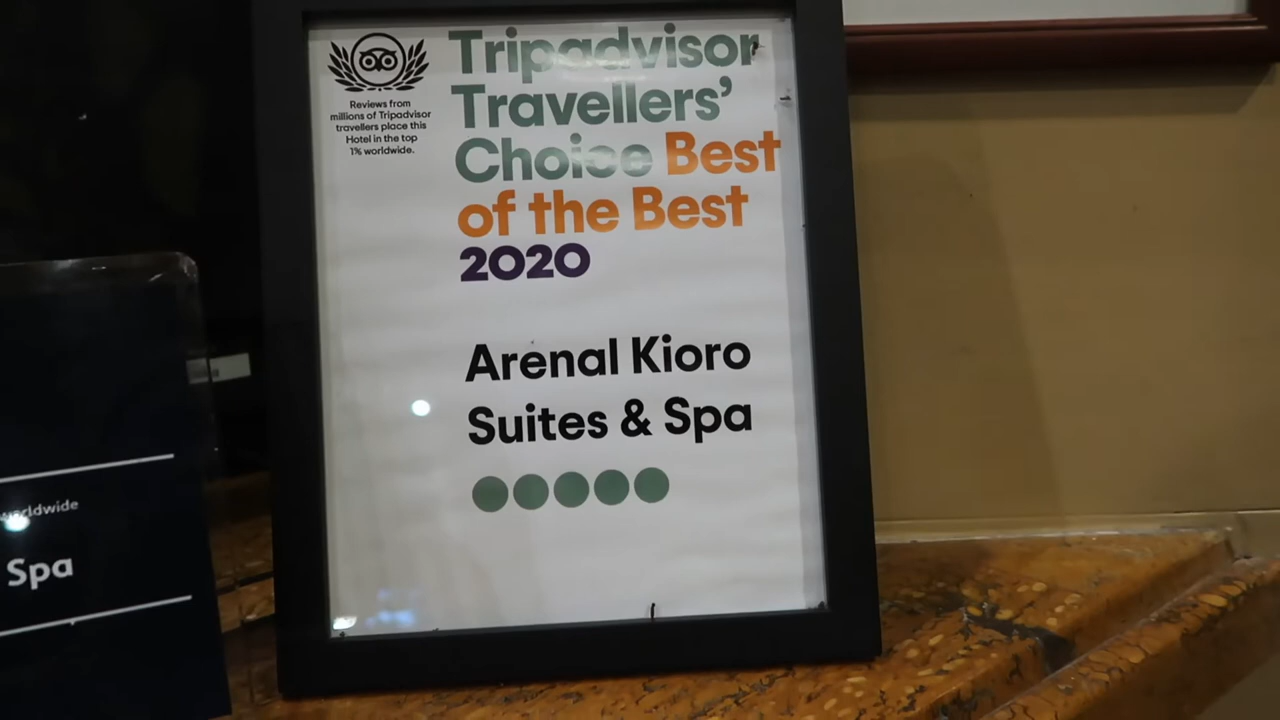 Reviews from
millions of Tripadvisor
travellers place this
Hotel in the top
1% worldwide.
Tripadvisor
Travellers’
Choice Best
of the Best
2020
Arenal Kioro
Suites & Spa
worldwide
Spa